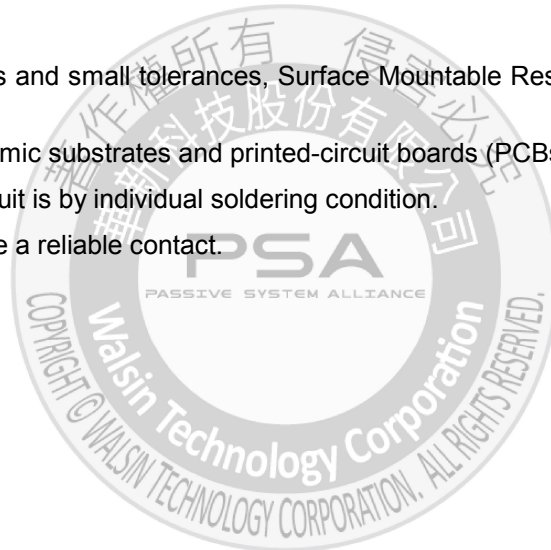 s and small tolerances, Surface Mountable Res
mic substrates and printed-circuit boards (PCBs
uit is by individual soldering condition.
e a reliable contact.
著作權所有 侵害必究
華新科技股份有限公司
PSA
PASSIVE SYSTEM ALLIANCE
Walsin Technology Corporation
COPYRIGHT © WALSIN TECHNOLOGY CORPORATION. ALL RIGHTS RESERVED.